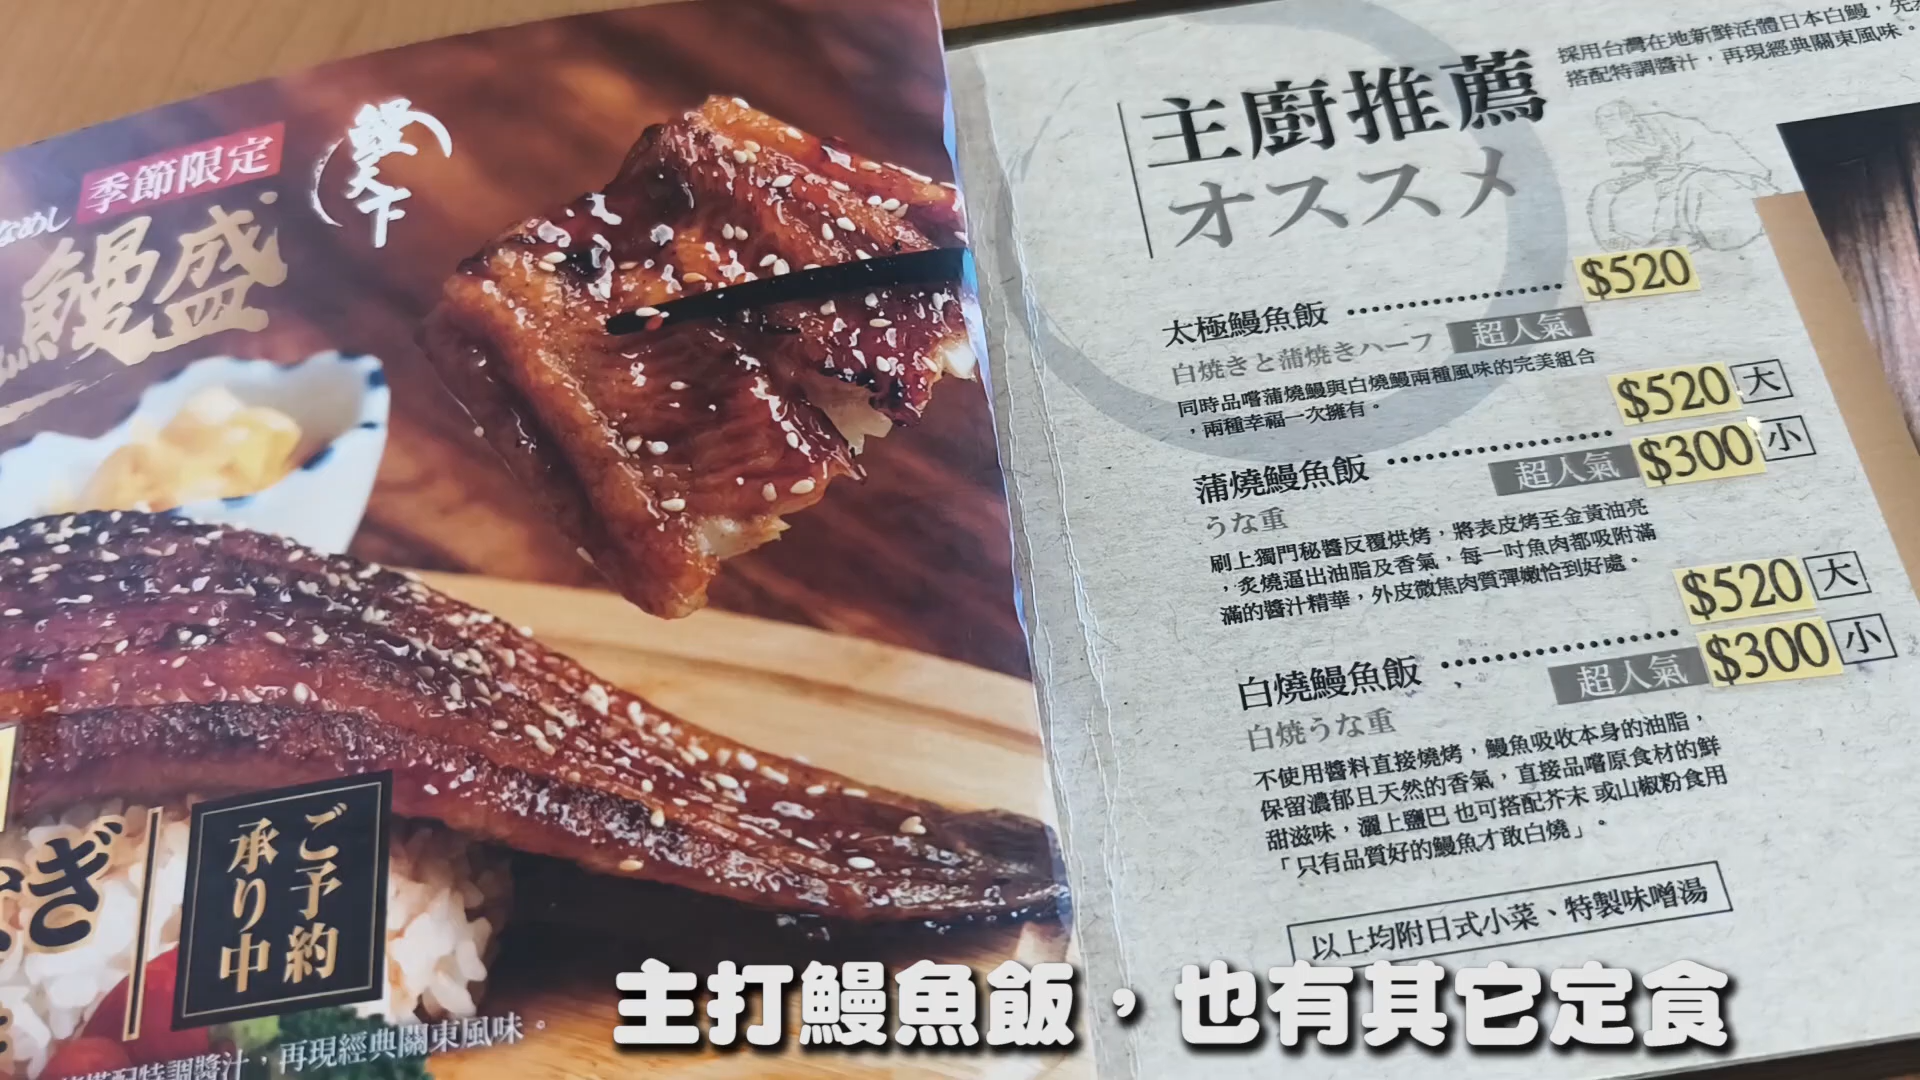 季節限定
なめし
鰻盛
鰻天下
なぎ
ご予約
承り中
搭配特調醬汁，再現經典關東風味。
採用台灣在地新鮮活體日本白鰻，先
搭配特調醬汁，再現經典關東風味。
主廚推薦
オススメ
太極鰻魚飯 $520
白焼きと蒲焼きハーフ 超人氣
同時品嚐蒲燒鰻與白燒鰻兩種風味的完美組合
，兩種幸福一次擁有。
$520 大
蒲燒鰻魚飯 超人氣 $300 小
うな重
刷上獨門秘醬反覆烘烤，將表皮烤至金黃油亮
，炙燒逼出油脂及香氣，每一吋魚肉都吸附滿
滿的醬汁精華，外皮微焦肉質彈嫩恰到好處。
$520 大
白燒鰻魚飯 超人氣 $300 小
白焼うな重
不使用醬料直接燒烤，鰻魚吸收本身的油脂，
保留濃郁且天然的香氣，直接品嚐原食材的鮮
甜滋味，灑上鹽巴 也可搭配芥末 或山椒粉食用
「只有品質好的鰻魚才敢白燒」。
以上均附日式小菜、特製味噌湯
主打鰻魚飯，也有其它定食